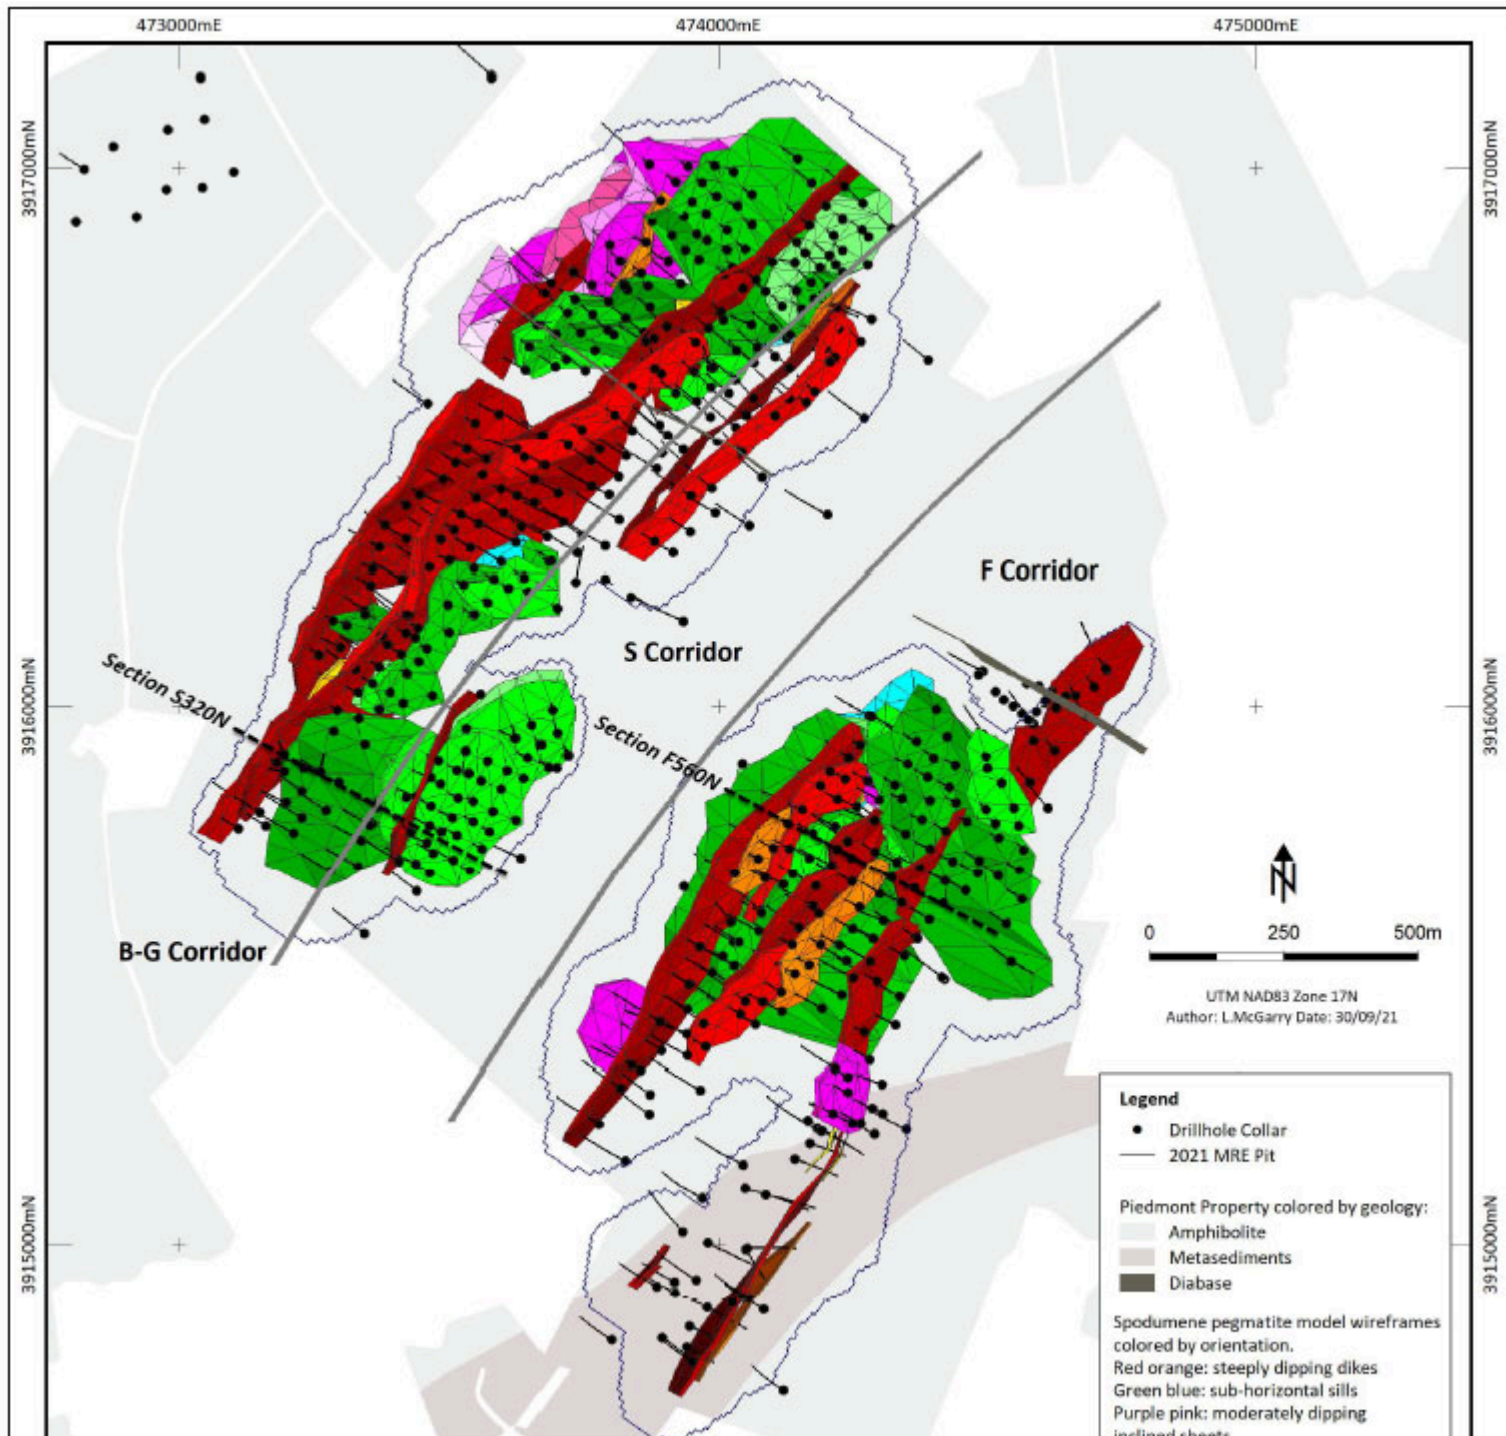 473000mE
474000mE
475000mE
3917000mN
3917000mN
F Corridor
S Corridor
Section S320N
Section F560N
3916000mN
3916000mN
B-G Corridor
N
0 250 500m
UTM NAD83 Zone 17N
Author: L.McGarry Date: 30/09/21
Legend
Drillhole Collar
2021 MRE Pit
Piedmont Property colored by geology:
Amphibolite
Metasediments
Diabase
3915000mN
3915000mN
Spodumene pegmatite model wireframes
colored by orientation.
Red orange: steeply dipping dikes
Green blue: sub-horizontal sills
Purple pink: moderately dipping
inclined sheets